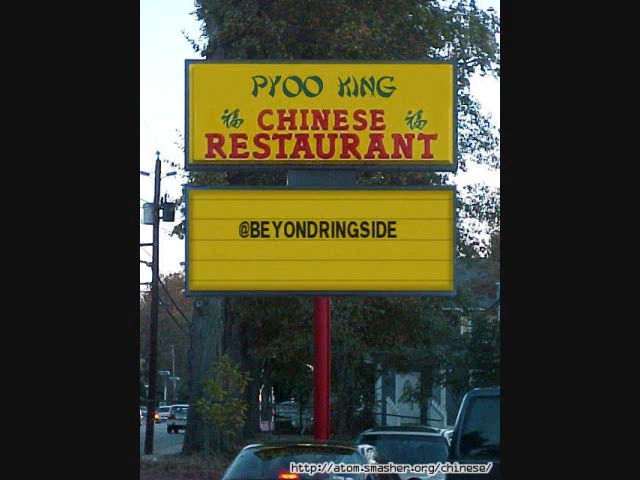 PYOO KING
福 CHINESE 福
RESTAURANT
@BEYONDRINGSIDE
http://atom.smasher.org/chinese/